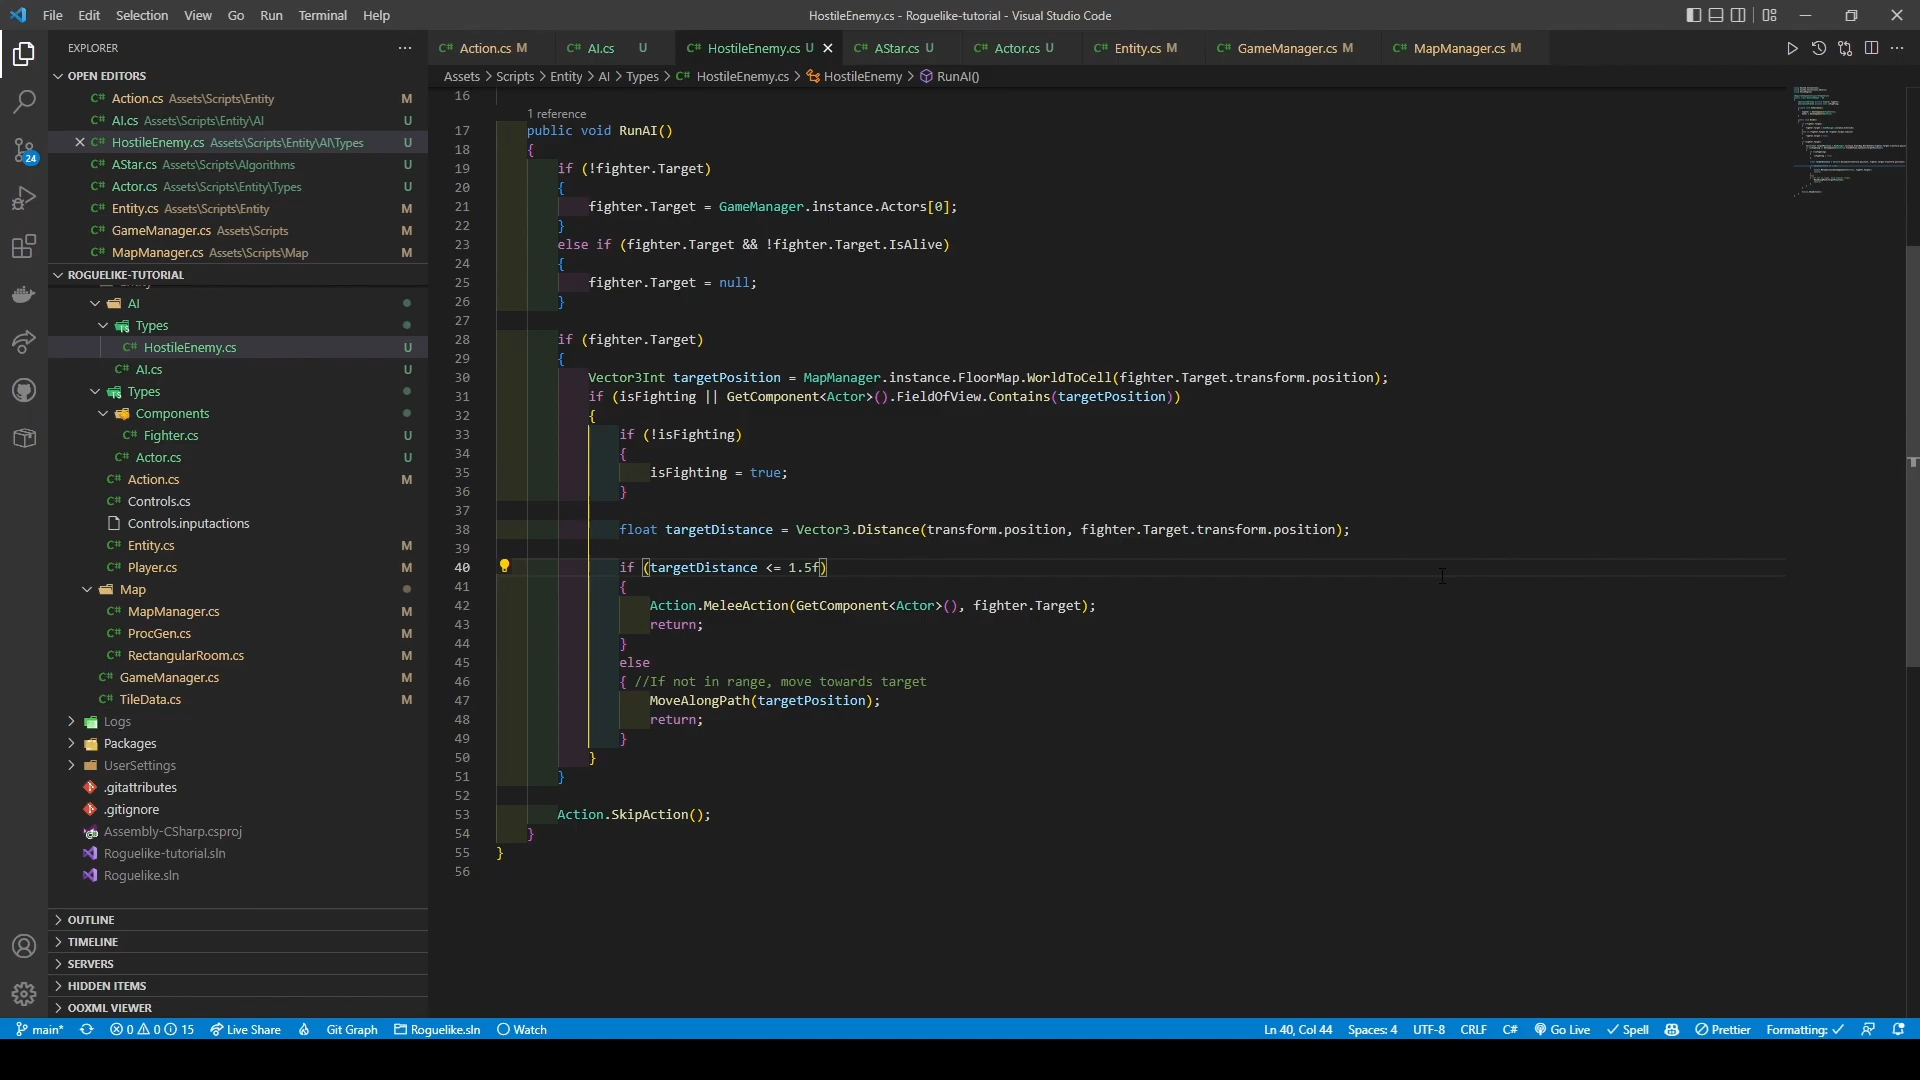 File Edit Selection View Go Run Terminal Help
HostileEnemy.cs - Roguelike-tutorial - Visual Studio Code
EXPLORER
OPEN EDITORS
C# Action.cs Assets\Scripts\Entity M
C# AI.cs Assets\Scripts\Entity\AI U
C# HostileEnemy.cs Assets\Scripts\Entity\AI\Types U
C# AStar.cs Assets\Scripts\Algorithms U
C# Actor.cs Assets\Scripts\Entity\Types U
C# Entity.cs Assets\Scripts\Entity M
C# GameManager.cs Assets\Scripts M
C# MapManager.cs Assets\Scripts\Map M
ROGUELIKE-TUTORIAL
AI
Types
C# HostileEnemy.cs U
C# AI.cs U
Types
Components
C# Fighter.cs U
C# Actor.cs U
C# Action.cs M
C# Controls.cs
Controls.inputactions
C# Entity.cs M
C# Player.cs M
Map
C# MapManager.cs M
C# ProcGen.cs M
C# RectangularRoom.cs M
C# GameManager.cs M
C# TileData.cs M
Logs
Packages
UserSettings
.gitattributes
.gitignore
Assembly-CSharp.csproj
Roguelike-tutorial.sln
Roguelike.sln
OUTLINE
TIMELINE
SERVERS
HIDDEN ITEMS
OOXML VIEWER
24
C# Action.cs M C# AI.cs U C# HostileEnemy.cs U C# AStar.cs U C# Actor.cs U C# Entity.cs M C# GameManager.cs M C# MapManager.cs M
Assets > Scripts > Entity > AI > Types > C# HostileEnemy.cs > HostileEnemy > RunAI()
16
1 reference
17 public void RunAI()
18 {
19 if (!fighter.Target)
20 {
21 fighter.Target = GameManager.instance.Actors[0];
22 }
23 else if (fighter.Target && !fighter.Target.IsAlive)
24 {
25 fighter.Target = null;
26 }
27
28 if (fighter.Target)
29 {
30 Vector3Int targetPosition = MapManager.instance.FloorMap.WorldToCell(fighter.Target.transform.position);
31 if (isFighting || GetComponent<Actor>().FieldOfView.Contains(targetPosition))
32 {
33 if (!isFighting)
34 {
35 isFighting = true;
36 }
37
38 float targetDistance = Vector3.Distance(transform.position, fighter.Target.transform.position);
39
40 if (targetDistance <= 1.5f)
41 {
42 Action.MeleeAction(GetComponent<Actor>(), fighter.Target);
43 return;
44 }
45 else
46 { //If not in range, move towards target
47 MoveAlongPath(targetPosition);
48 return;
49 }
50 }
51 }
52
53 Action.SkipAction();
54 }
55 }
56
main* 0 0 15 Live Share Git Graph Roguelike.sln Watch Ln 40, Col 44 Spaces: 4 UTF-8 CRLF C# Go Live Spell Prettier Formatting: